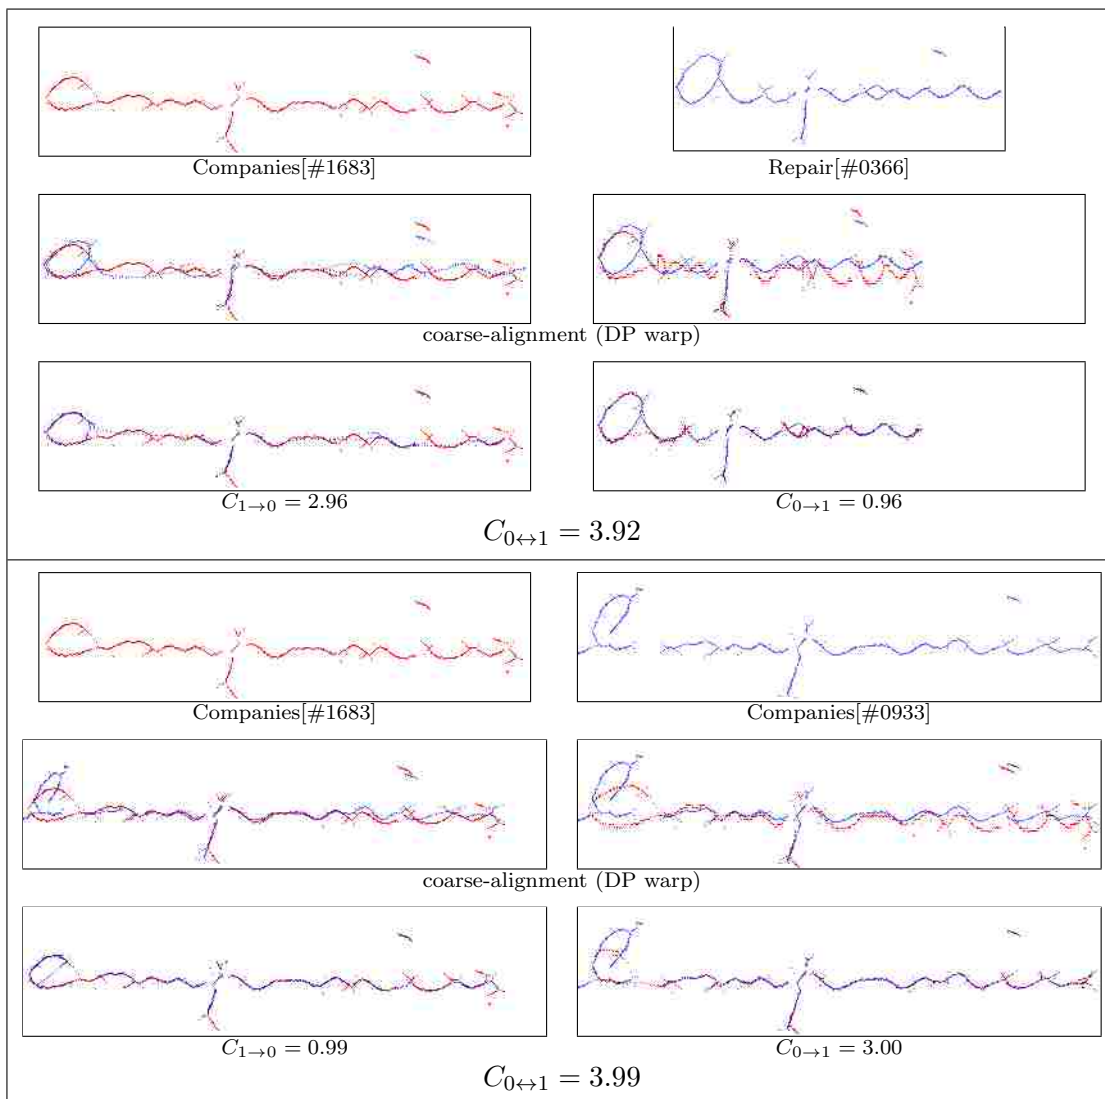 Companies[#1683] Repair[#0366]
coarse-alignment (DP warp)
C₁→₀ = 2.96 C₀→₁ = 0.96
C₀↔₁ = 3.92
Companies[#1683] Companies[#0933]
coarse-alignment (DP warp)
C₁→₀ = 0.99 C₀→₁ = 3.00
C₀↔₁ = 3.99